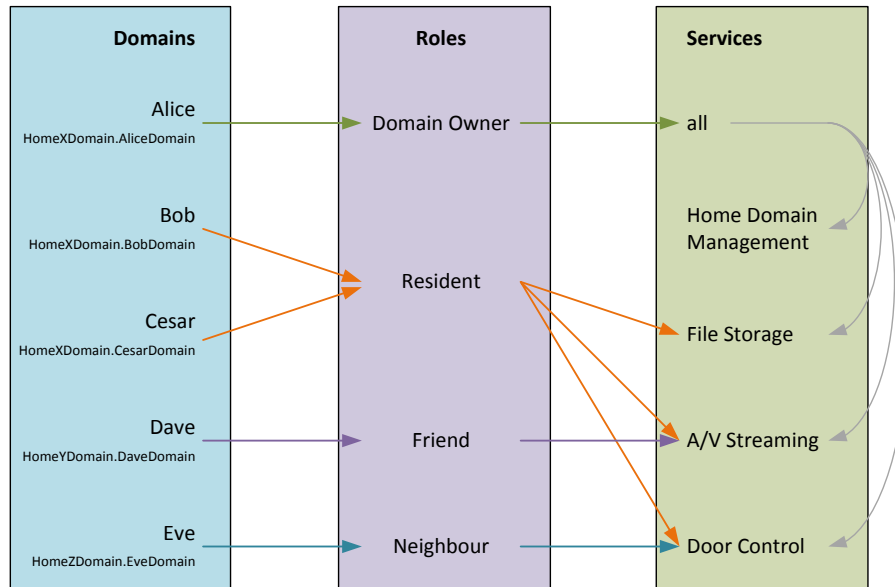 Domains
Roles
Services
Alice
HomeXDomain.AliceDomain
Domain Owner
all
Bob
HomeXDomain.BobDomain
Home Domain
Management
Resident
Cesar
HomeXDomain.CesarDomain
File Storage
Dave
HomeYDomain.DaveDomain
Friend
A/V Streaming
Eve
HomeZDomain.EveDomain
Neighbour
Door Control